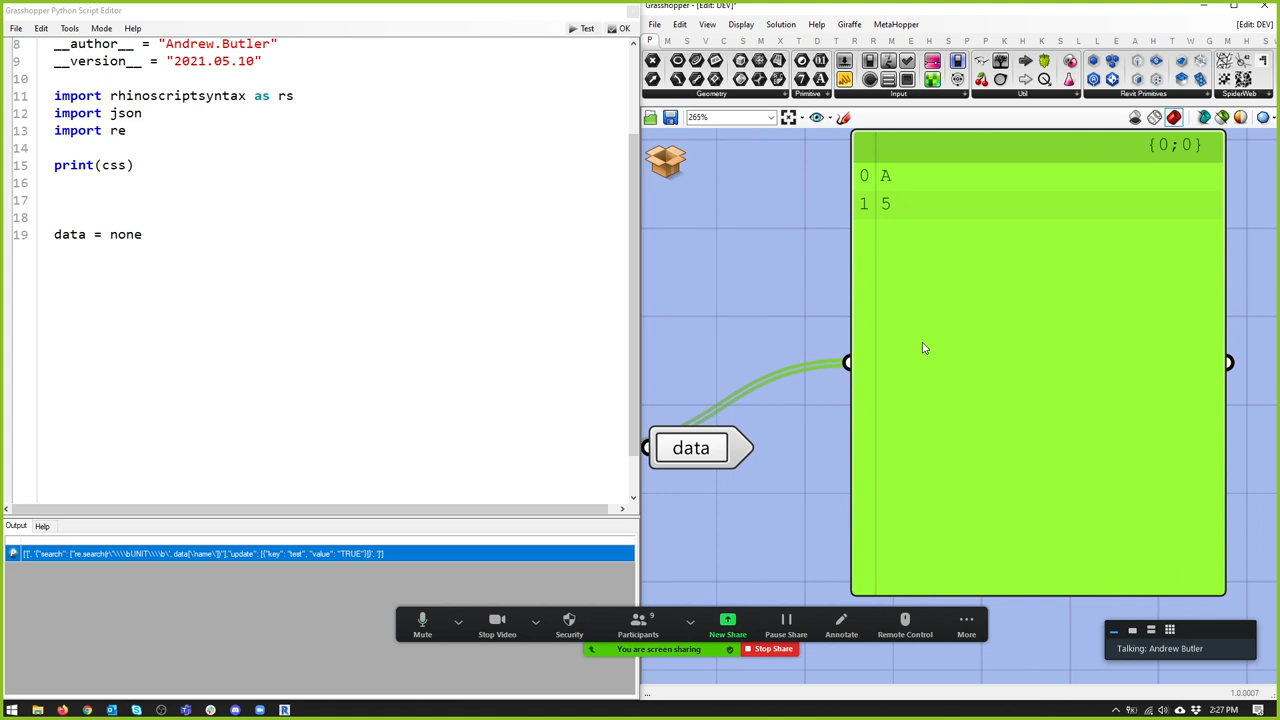 Grasshopper Python Script Editor
File Edit Tools Mode Help Test OK
8 __author__ = "Andrew.Butler"
9 __version__ = "2021.05.10"
10
11 import rhinoscriptsyntax as rs
12 import json
13 import re
14
15 print(css)
16
17
18
19 data = none
Output Help
Grasshopper - [Edit: DEV]*
File Edit View Display Solution Help Giraffe MetaHopper [Edit: DEV]
Geometry Primitive Input Util Revit Primitives SpiderWeb
265%
{0;0}
0 A
1 5
data
Mute Stop Video Security Participants 9 New Share Pause Share Annotate Remote Control More
You are screen sharing Stop Share
Talking: Andrew Butler
1.0.0007
2:27 PM